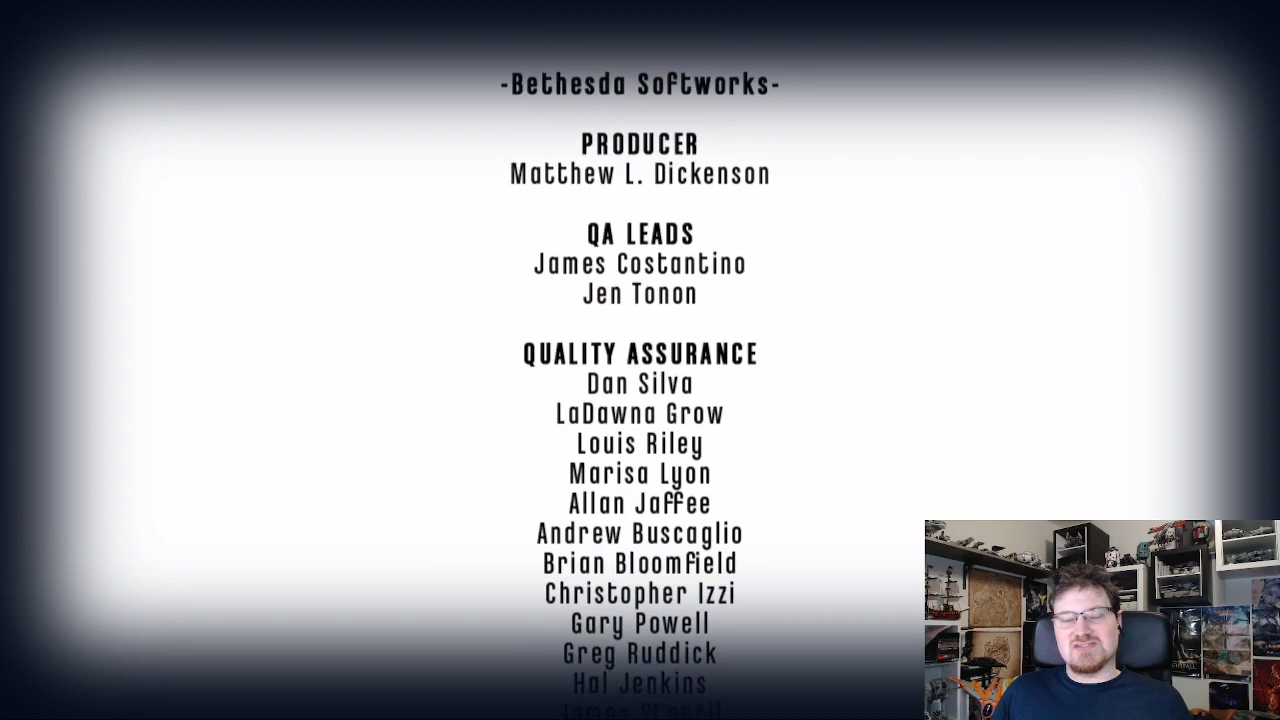 -Bethesda Softworks-
PRODUCER
Matthew L. Dickenson
QA LEADS
James Costantino
Jen Tonon
QUALITY ASSURANCE
Dan Silva
LaDawna Grow
Louis Riley
Marisa Lyon
Allan Jaffee
Andrew Buscaglio
Brian Bloomfield
Christopher Izzi
Gary Powell
Greg Ruddick
Hal Jenkins
James